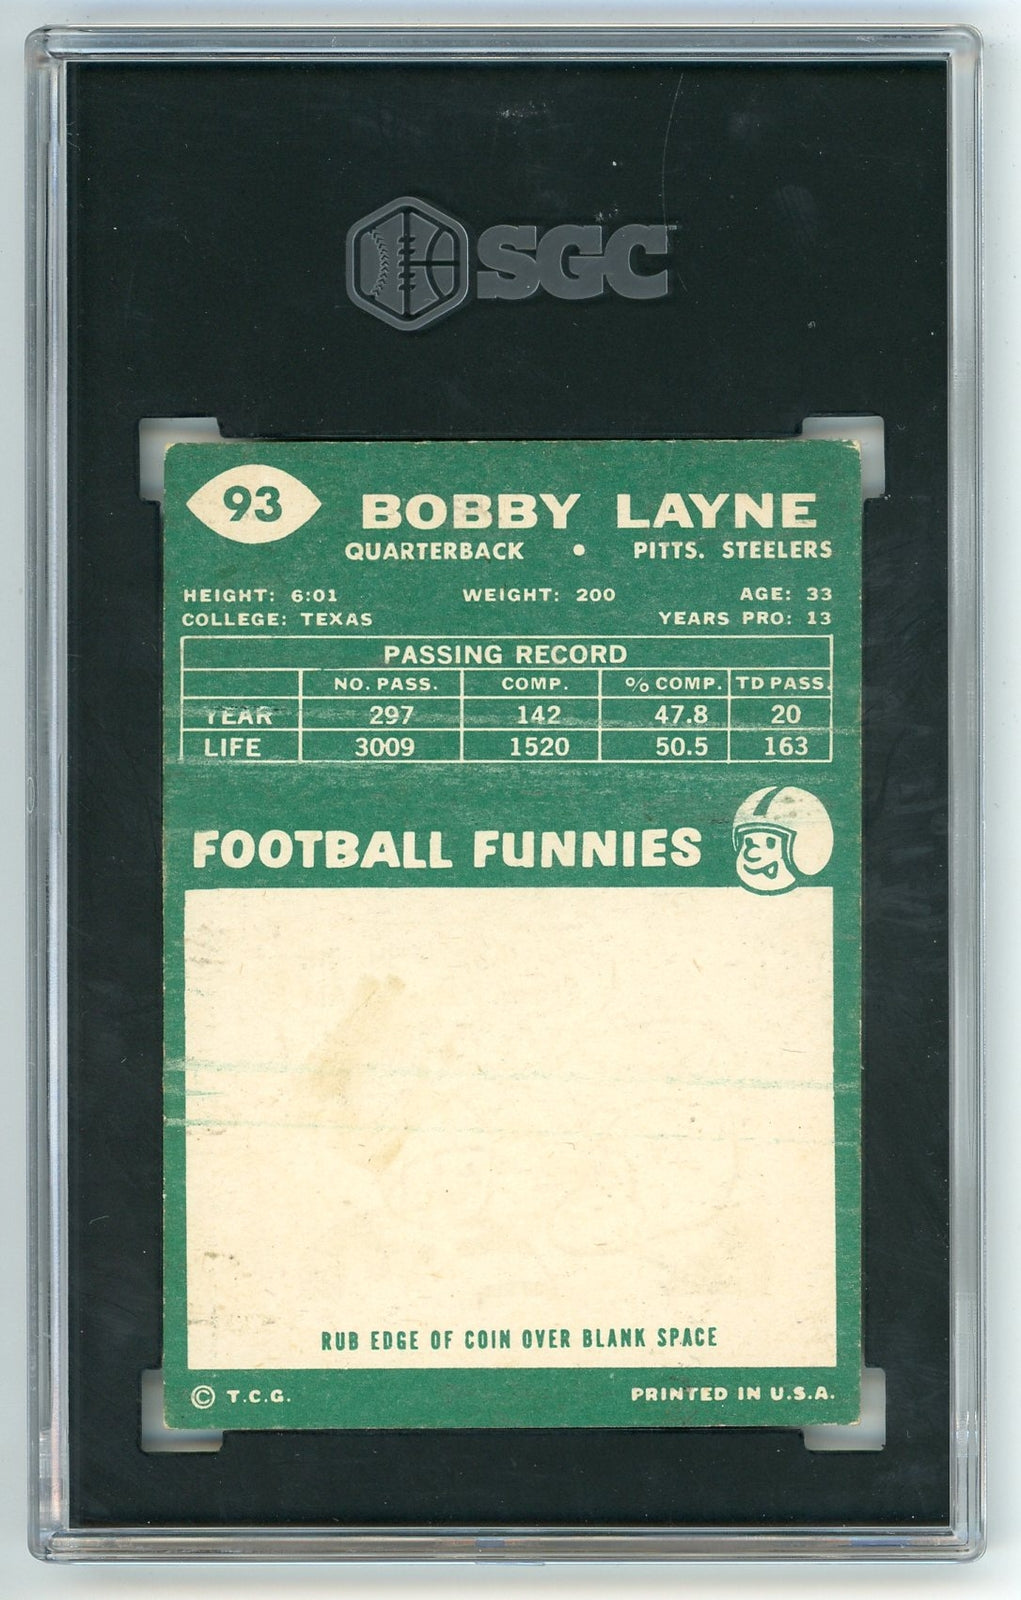 SGC
93
BOBBY LAYNE
QUARTERBACK • PITTS. STEELERS
HEIGHT: 6:01 WEIGHT: 200 AGE: 33
COLLEGE: TEXAS YEARS PRO: 13
PASSING RECORD
NO. PASS. COMP. % COMP. TD PASS.
YEAR 297 142 47.8 20
LIFE 3009 1520 50.5 163
FOOTBALL FUNNIES
RUB EDGE OF COIN OVER BLANK SPACE
© T.C.G. PRINTED IN U.S.A.